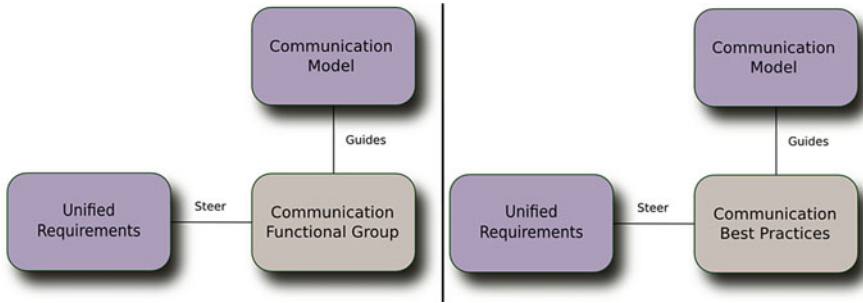 Communication
Model
Guides
Unified
Requirements
Steer
Communication
Functional Group
Communication
Model
Guides
Unified
Requirements
Steer
Communication
Best Practices